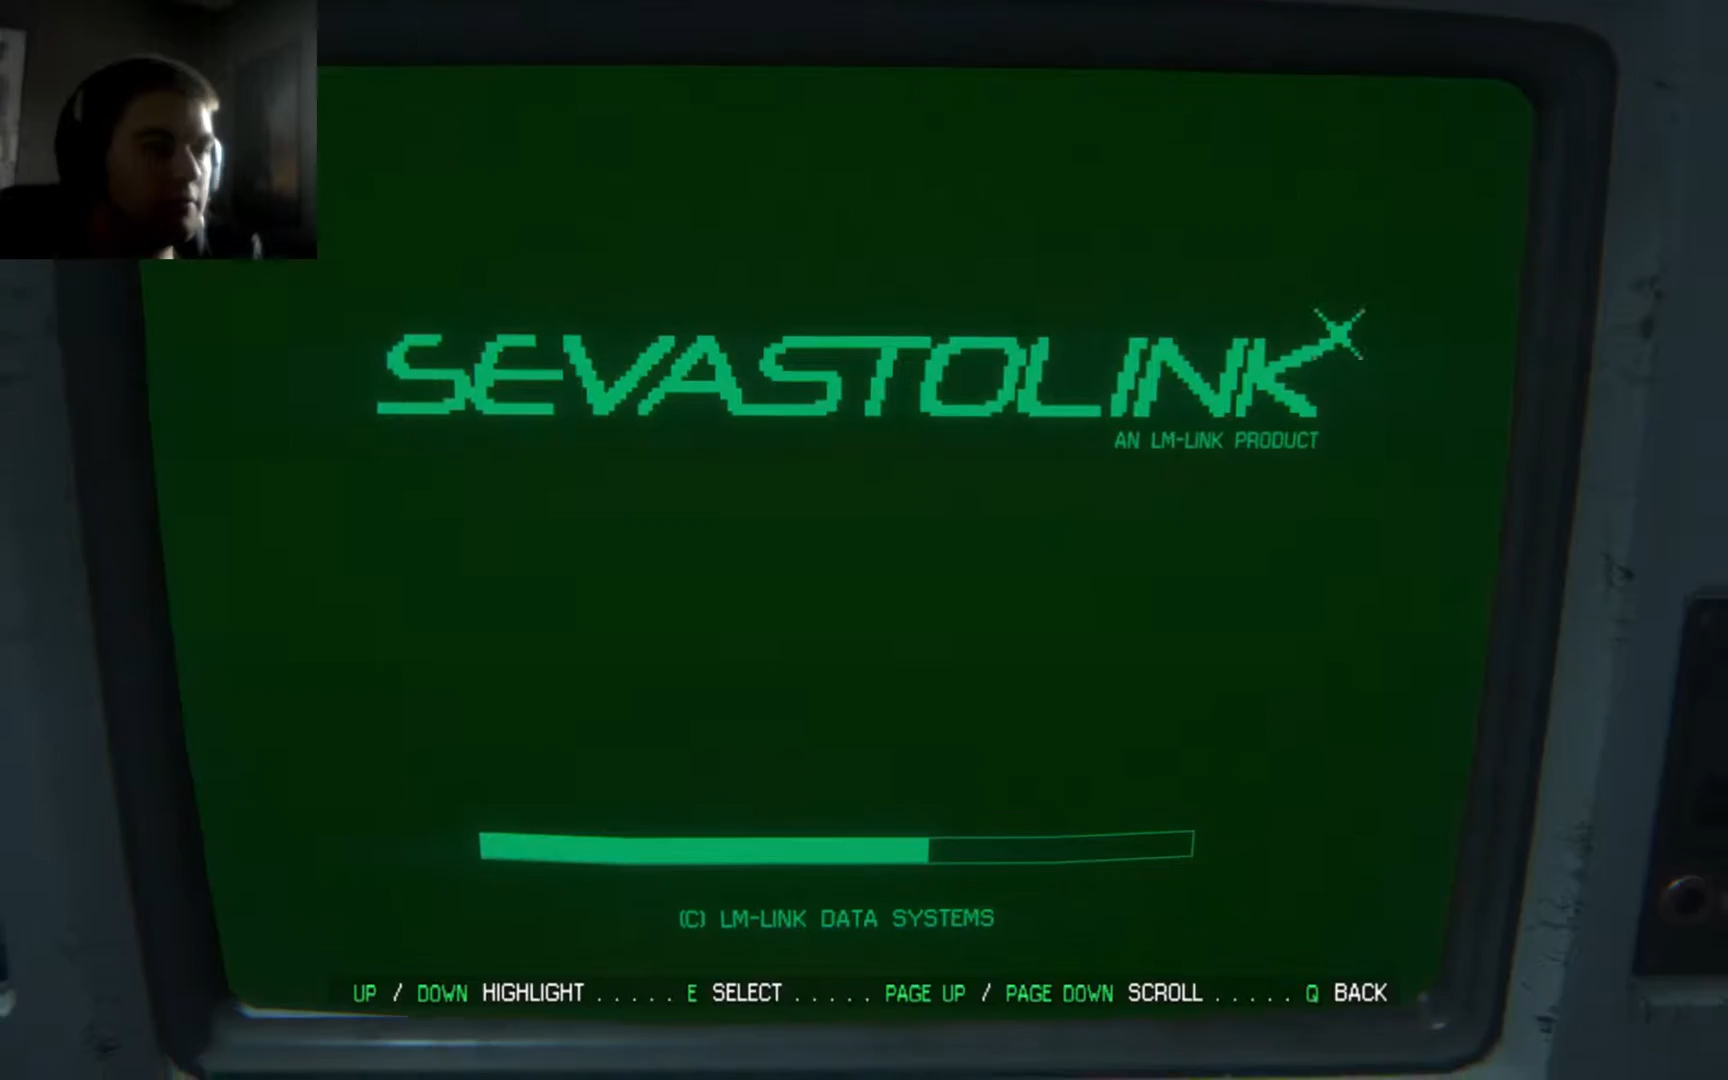 SEVASTOLINK
AN LM-LINK PRODUCT
(C) LM-LINK DATA SYSTEMS
UP / DOWN HIGHLIGHT ..... E SELECT ..... PAGE UP / PAGE DOWN SCROLL ..... Q BACK